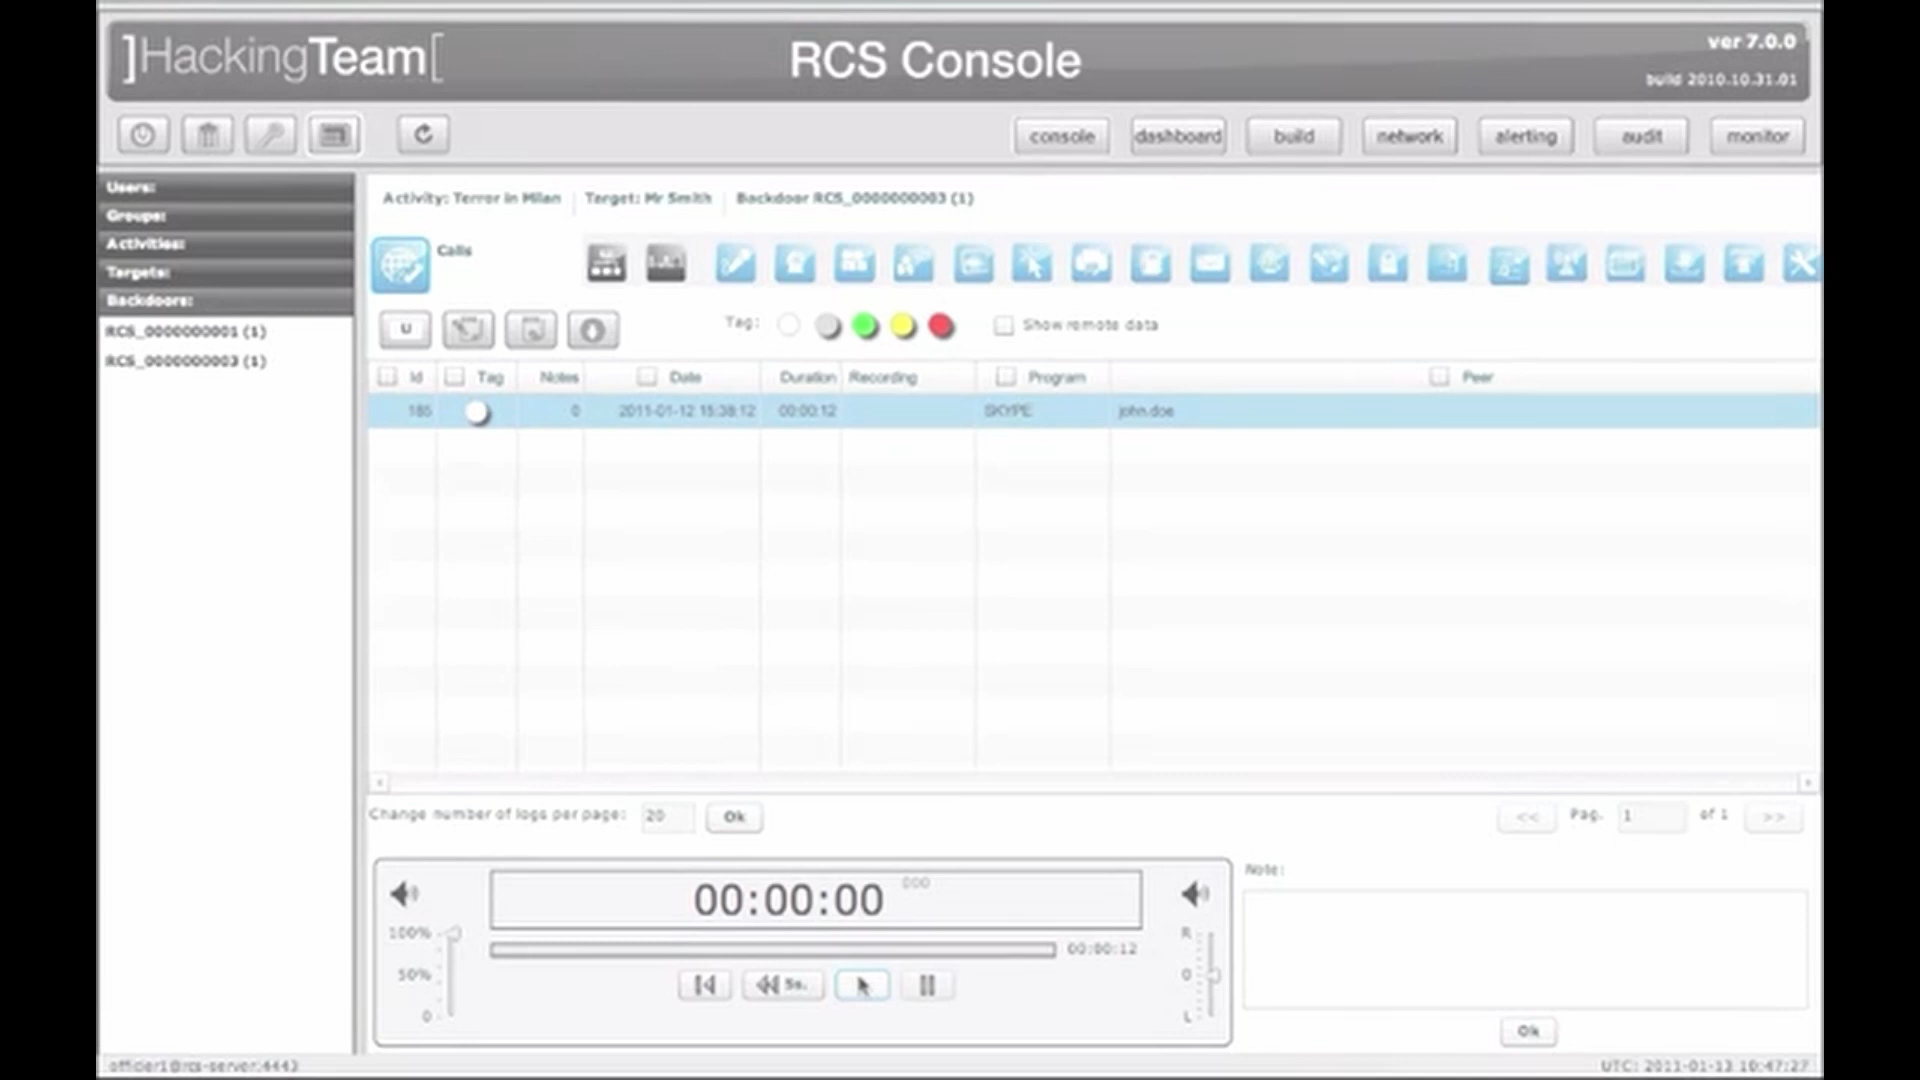 ]HackingTeam[
RCS Console
ver 7.0.0
build 2010.10.31.01
console
dashboard
build
network
alerting
audit
monitor
Users:
Groups:
Activities:
Targets:
Backdoors:
RCS_0000000001 (1)
RCS_0000000003 (1)
Activity: Terror in Milan
Target: Mr Smith
Backdoor RCS_0000000003 (1)
Calls
U
Tag:
Show remote data
Id
Tag
Notes
Date
Duration
Recording
Program
Peer
185
0
2011-01-12 15:38:12
00:00:12
SKYPE
john.doe
Change number of logs per page:
20
Ok
<<
Pag.
1
of 1
>>
00:00:00
000
100%
50%
0
00:00:12
5s.
R
0
L
Note:
Ok
officier1@rcs-server:4443
UTC: 2011-01-13 10:47:27